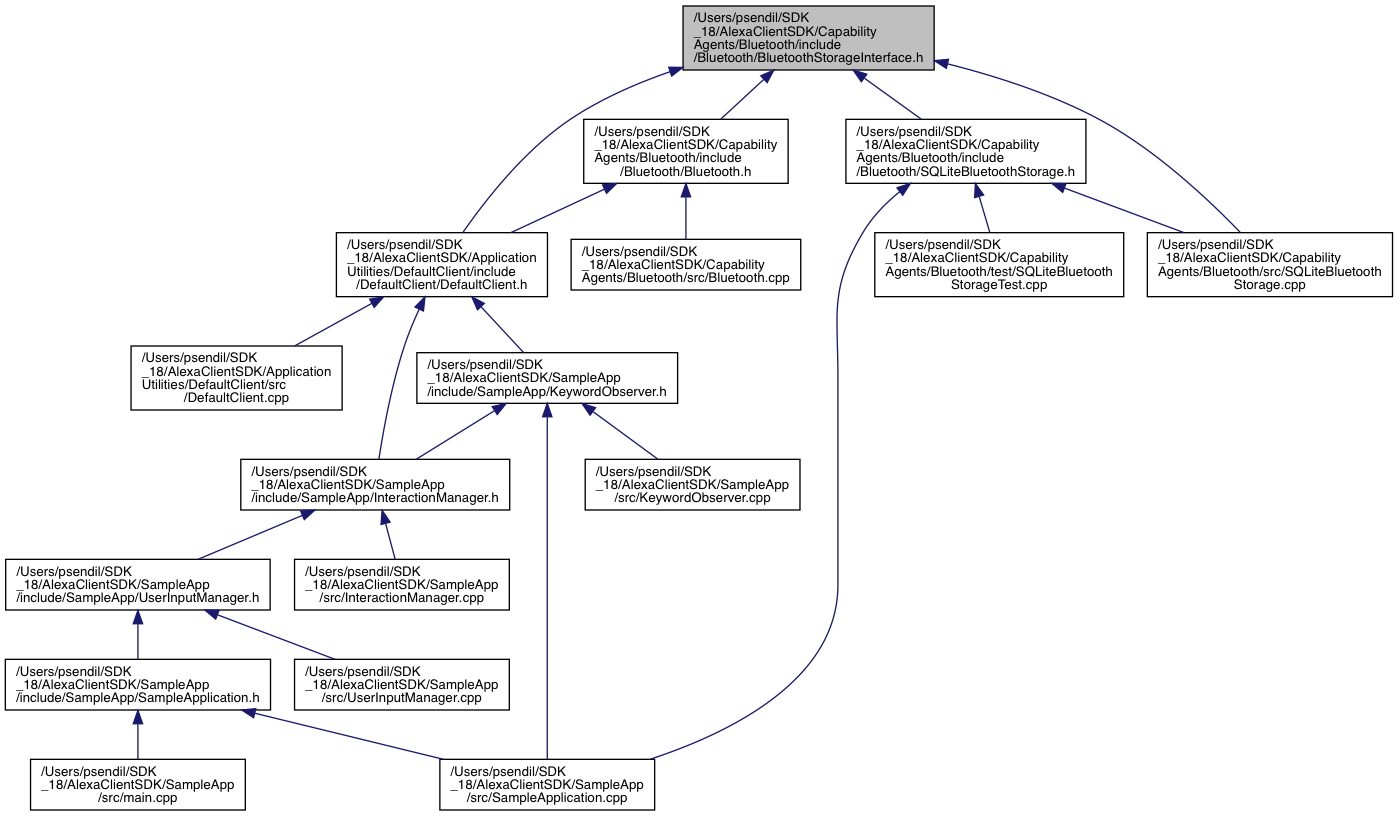 /Users/psendil/SDK
_18/AlexaClientSDK/Capability
Agents/Bluetooth/include
/Bluetooth/BluetoothStorageInterface.h
/Users/psendil/SDK
_18/AlexaClientSDK/Capability
Agents/Bluetooth/include
/Bluetooth/Bluetooth.h
/Users/psendil/SDK
_18/AlexaClientSDK/Capability
Agents/Bluetooth/include
/Bluetooth/SQLiteBluetoothStorage.h
/Users/psendil/SDK
_18/AlexaClientSDK/Application
Utilities/DefaultClient/include
/DefaultClient/DefaultClient.h
/Users/psendil/SDK
_18/AlexaClientSDK/Capability
Agents/Bluetooth/src/Bluetooth.cpp
/Users/psendil/SDK
_18/AlexaClientSDK/Capability
Agents/Bluetooth/test/SQLiteBluetooth
StorageTest.cpp
/Users/psendil/SDK
_18/AlexaClientSDK/Capability
Agents/Bluetooth/src/SQLiteBluetooth
Storage.cpp
/Users/psendil/SDK
_18/AlexaClientSDK/Application
Utilities/DefaultClient/src
/DefaultClient.cpp
/Users/psendil/SDK
_18/AlexaClientSDK/SampleApp
/include/SampleApp/KeywordObserver.h
/Users/psendil/SDK
_18/AlexaClientSDK/SampleApp
/include/SampleApp/InteractionManager.h
/Users/psendil/SDK
_18/AlexaClientSDK/SampleApp
/src/KeywordObserver.cpp
/Users/psendil/SDK
_18/AlexaClientSDK/SampleApp
/include/SampleApp/UserInputManager.h
/Users/psendil/SDK
_18/AlexaClientSDK/SampleApp
/src/InteractionManager.cpp
/Users/psendil/SDK
_18/AlexaClientSDK/SampleApp
/include/SampleApp/SampleApplication.h
/Users/psendil/SDK
_18/AlexaClientSDK/SampleApp
/src/UserInputManager.cpp
/Users/psendil/SDK
_18/AlexaClientSDK/SampleApp
/src/main.cpp
/Users/psendil/SDK
_18/AlexaClientSDK/SampleApp
/src/SampleApplication.cpp